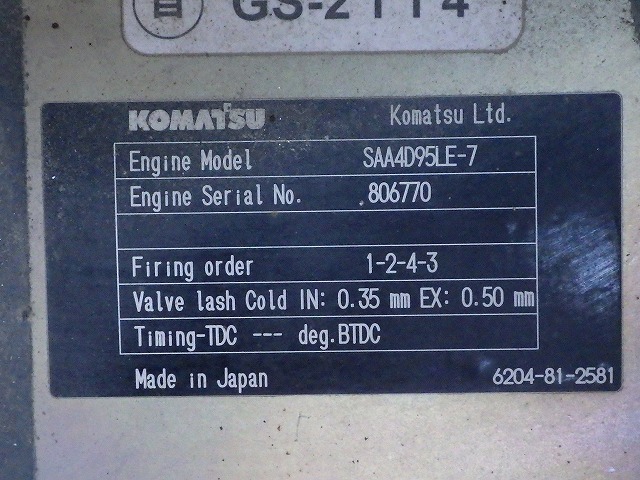 GS-2114
KOMATSU Komatsu Ltd.
Engine Model SAA4D95LE-7
Engine Serial No. 806770
Firing order 1-2-4-3
Valve lash Cold IN: 0.35 mm EX: 0.50 mm
Timing-TDC --- deg.BTDC
Made in Japan 6204-81-2581